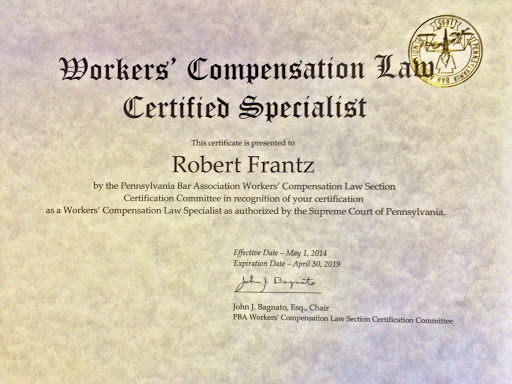 Workers' Compensation Law
Certified Specialist
This certificate is presented to
Robert Frantz
by the Pennsylvania Bar Association Workers' Compensation Law Section
Certification Committee in recognition of your certification
as a Workers' Compensation Law Specialist as authorized by the Supreme Court of Pennsylvania.
Effective Date – May 1, 2014
Expiration Date – April 30, 2019
John J. Bagnato
John J. Bagnato, Esq., Chair
PBA Workers' Compensation Law Section Certification Committee